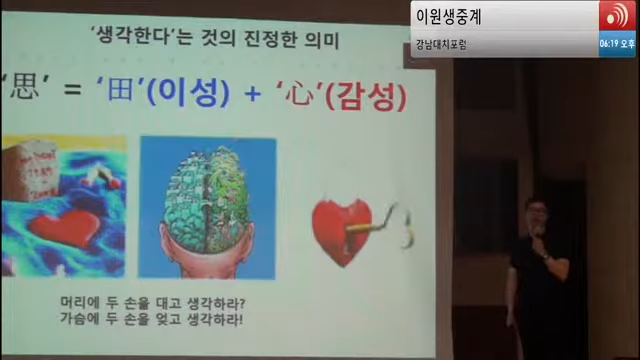 이원생중계
강남대치포럼
06:19 오후
'생각한다'는 것의 진정한 의미
'思' = '田'(이성) + '心'(감성)
머리에 두 손을 대고 생각하라?
가슴에 두 손을 얹고 생각하라!